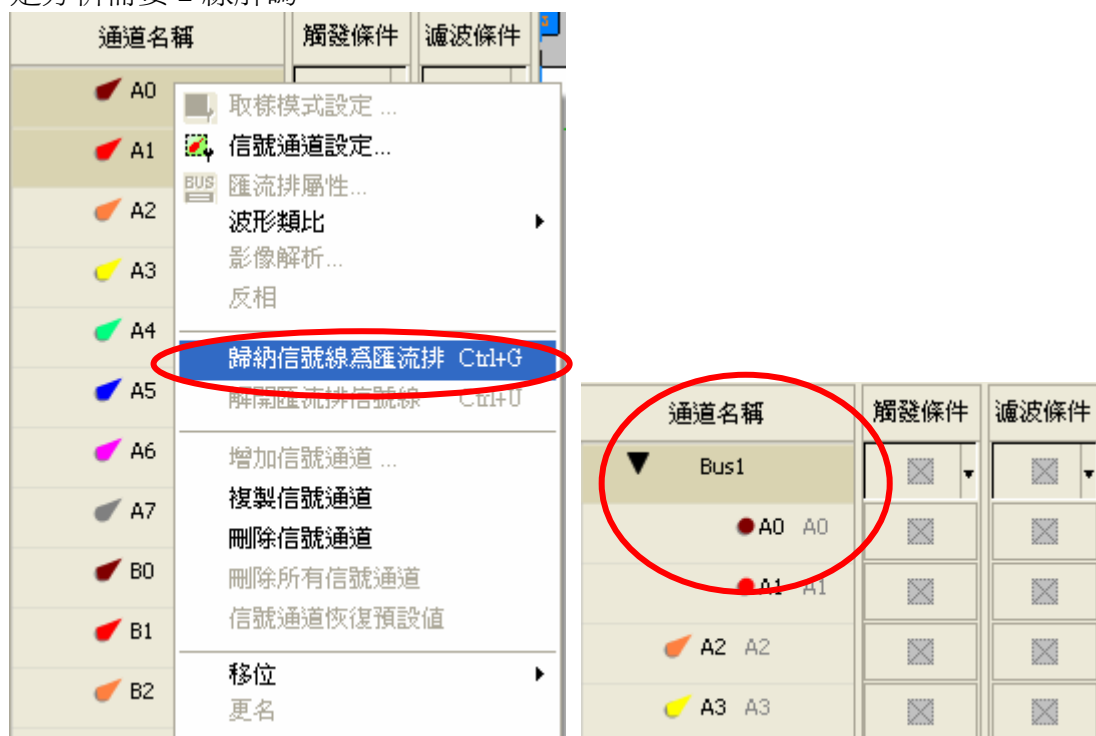 通道名稱 觸發條件 濾波條件
A0
A1
A2
A3
A4
A5
A6
A7
B0
B1
B2
取樣模式設定 ...
信號通道設定...
BUS 匯流排屬性...
波形類比
影像解析...
反相
歸納信號線為匯流排 Ctrl+G
解開匯流排信號線 Ctrl+U
增加信號通道 ...
複製信號通道
刪除信號通道
刪除所有信號通道
信號通道恢復預設值
移位
更名
通道名稱 觸發條件 濾波條件
Bus1
A0 A0
A1 A1
A2 A2
A3 A3